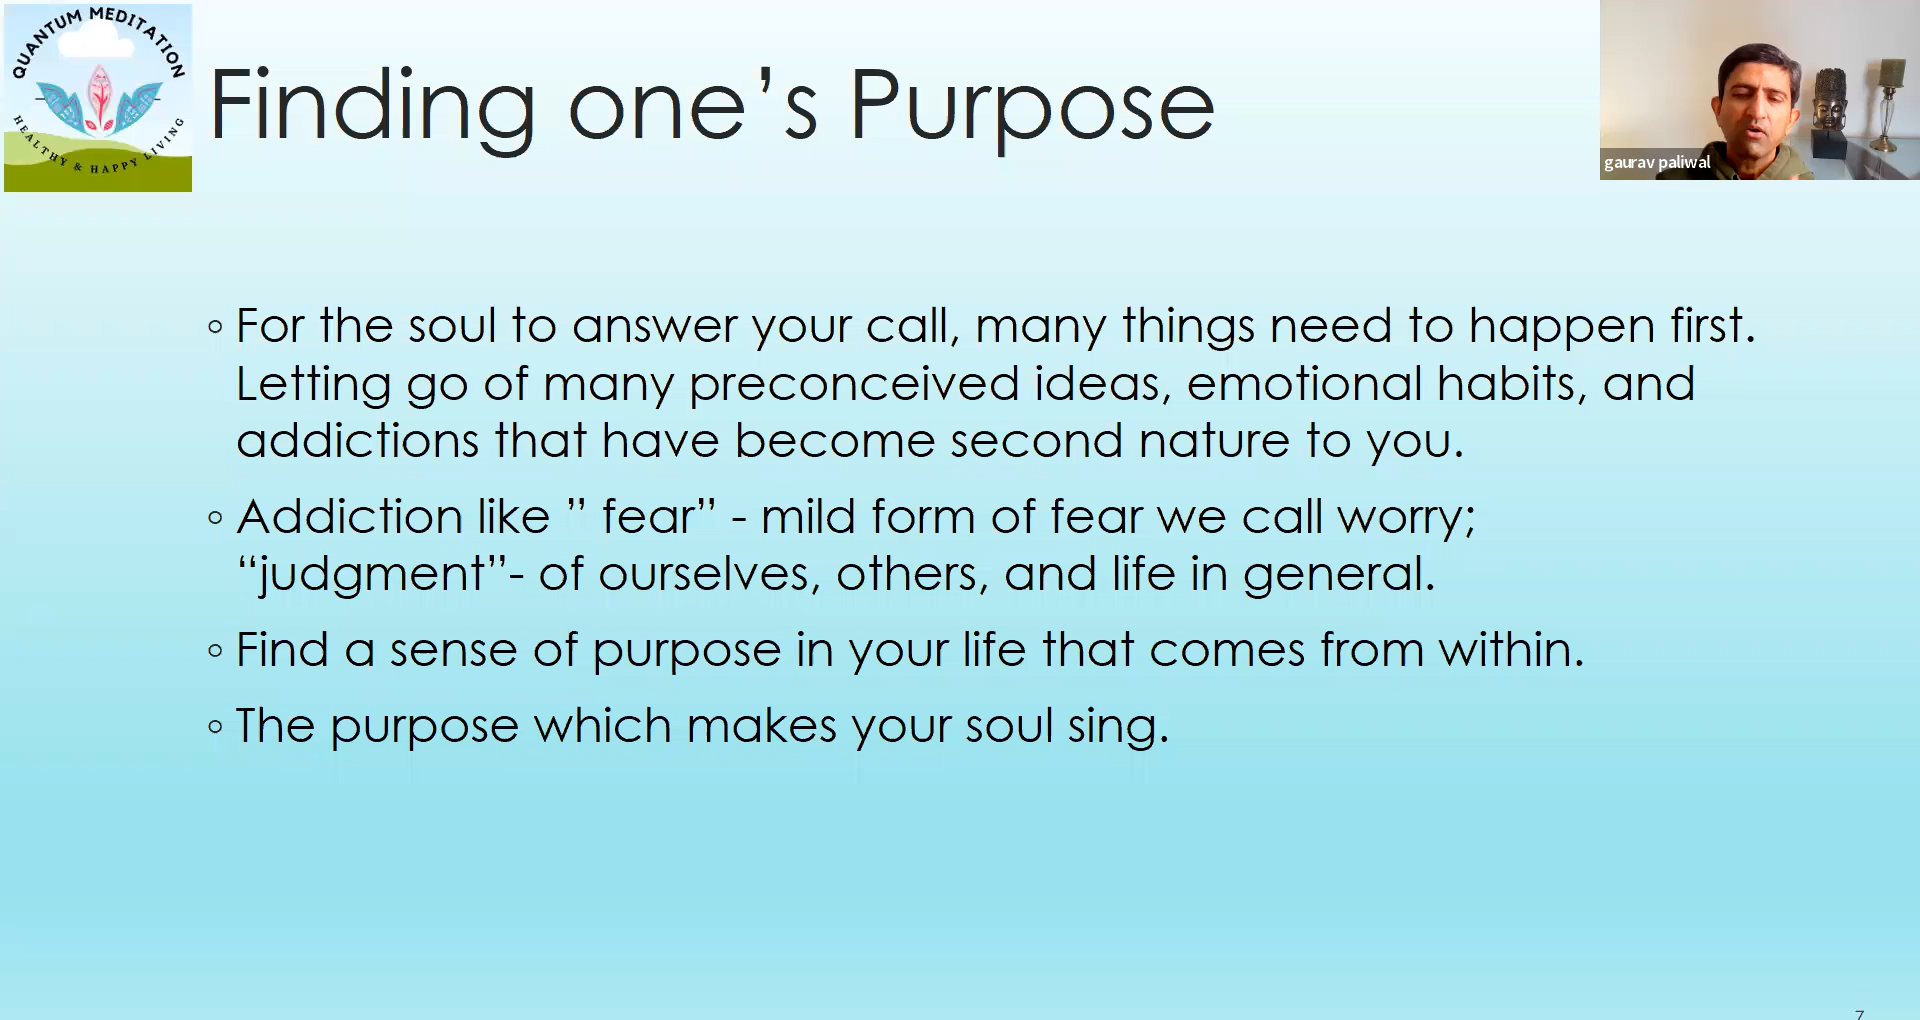 QUANTUM MEDITATION
HEALTHY & HAPPY LIVING
Finding one’s Purpose
gaurav paliwal
◦ For the soul to answer your call, many things need to happen first.
Letting go of many preconceived ideas, emotional habits, and
addictions that have become second nature to you.
◦ Addiction like ” fear” - mild form of fear we call worry;
“judgment”- of ourselves, others, and life in general.
◦ Find a sense of purpose in your life that comes from within.
◦ The purpose which makes your soul sing.
7